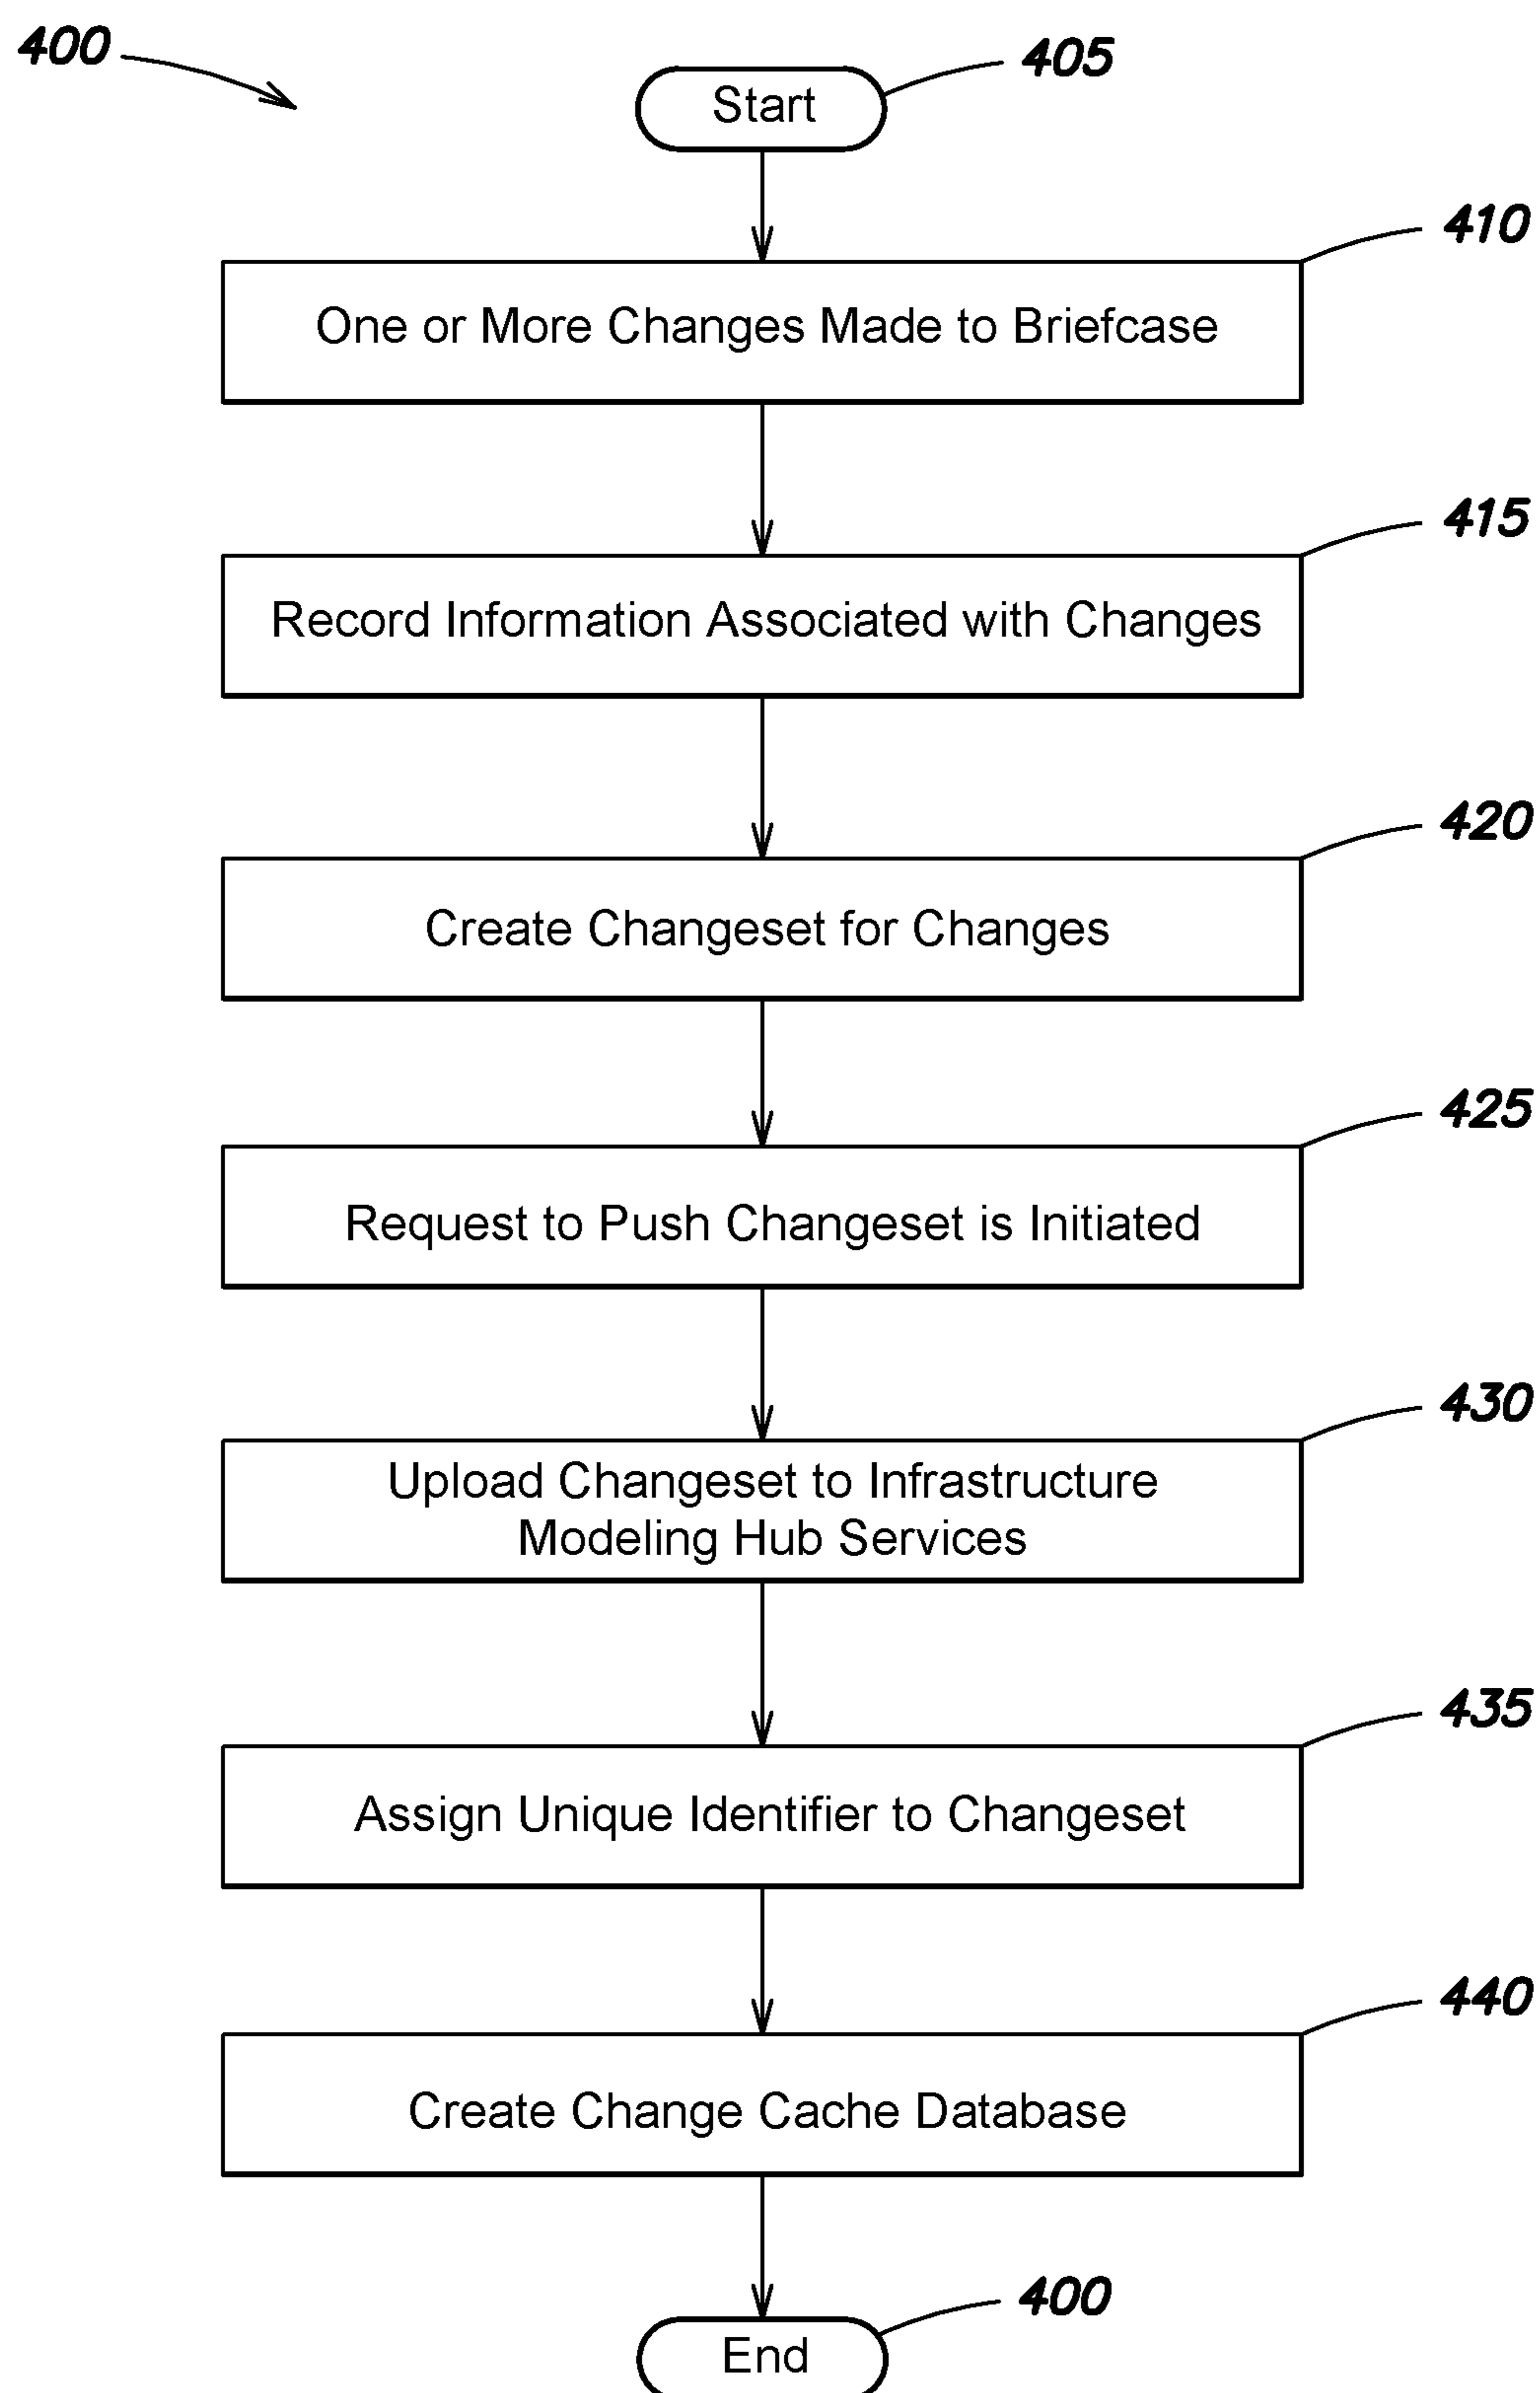 400
405
Start
410
One or More Changes Made to Briefcase
415
Record Information Associated with Changes
420
Create Changeset for Changes
425
Request to Push Changeset is Initiated
430
Upload Changeset to Infrastructure
Modeling Hub Services
435
Assign Unique Identifier to Changeset
440
Create Change Cache Database
400
End